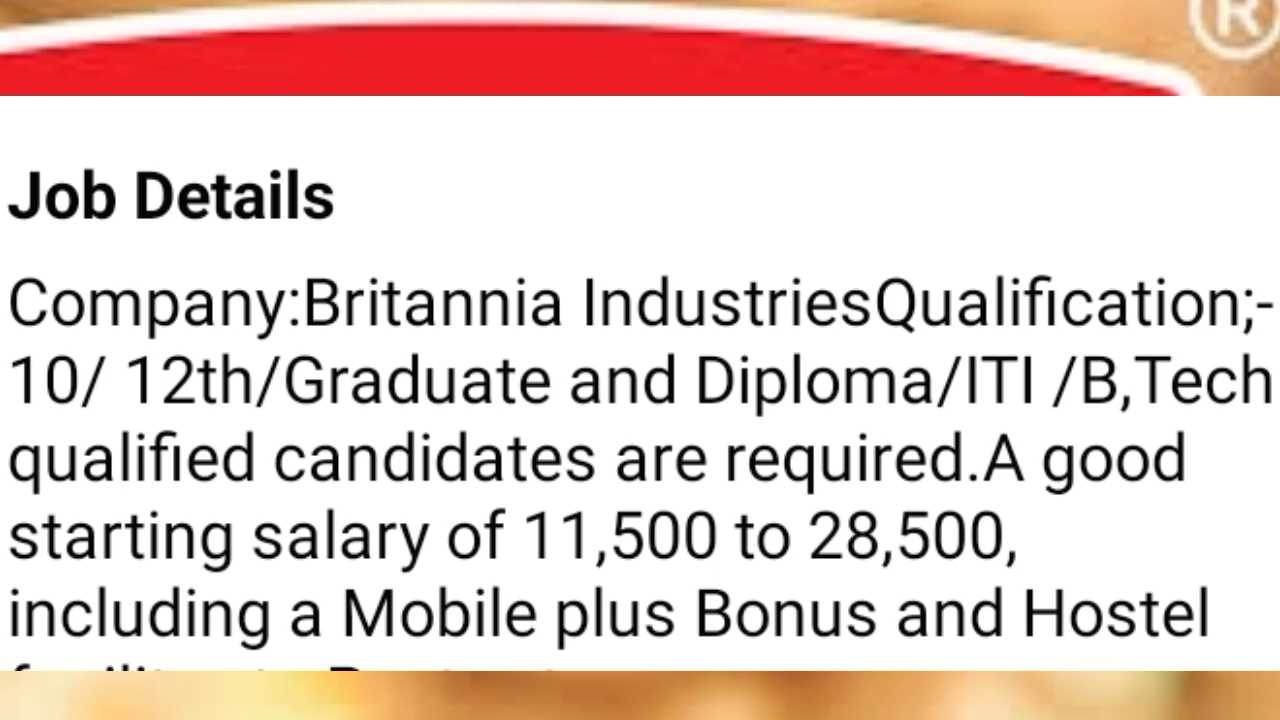 ®
Job Details
Company:Britannia IndustriesQualification;-
10/ 12th/Graduate and Diploma/ITI /B,Tech
qualified candidates are required.A good
starting salary of 11,500 to 28,500,
including a Mobile plus Bonus and Hostel